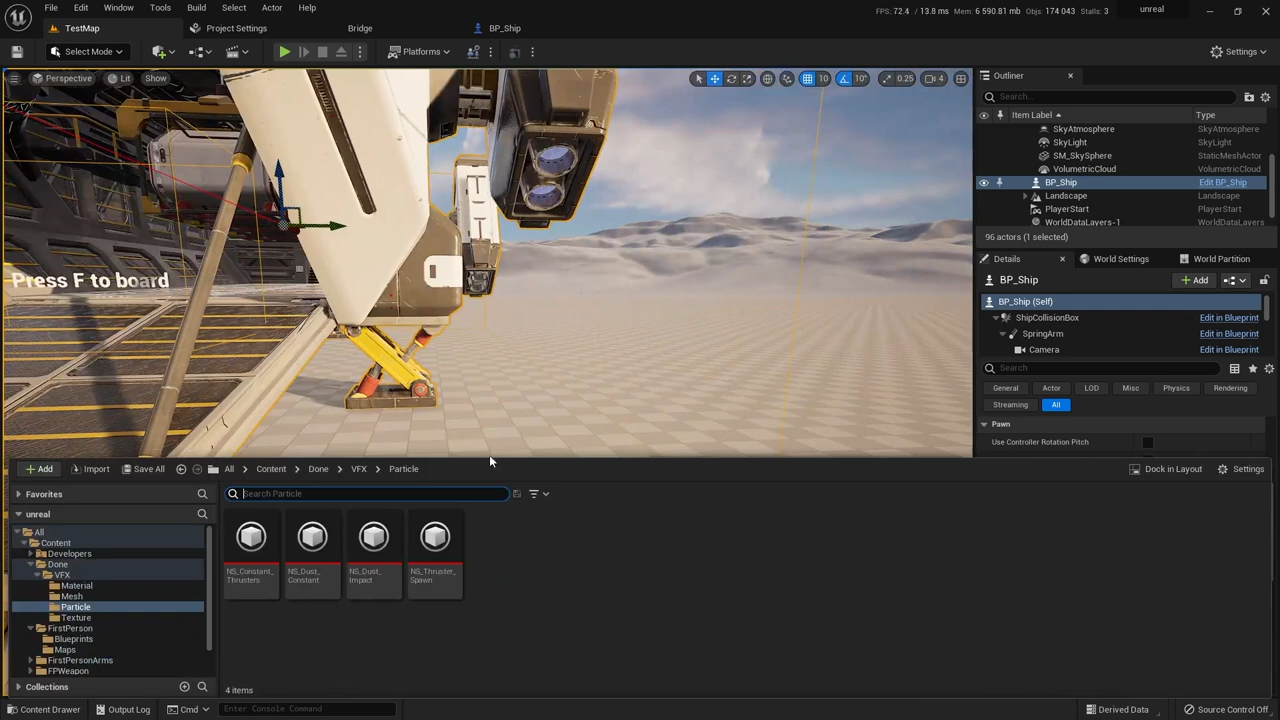 File Edit Window Tools Build Select Actor Help
FPS: 72.4 / 13.8 ms Mem: 6 590.81 mb Objs: 174 043 Stalls: 3
unreal
TestMap
Project Settings
Bridge
BP_Ship
Select Mode
Platforms
Settings
Perspective
Lit
Show
10
10°
0.25
4
Press F to board
Outliner
Search...
Item Label
Type
SkyAtmosphere SkyAtmosphere
SkyLight SkyLight
SM_SkySphere StaticMeshActor
VolumetricCloud VolumetricCloud
BP_Ship Edit BP_Ship
Landscape Landscape
PlayerStart PlayerStart
WorldDataLayers-1 WorldDataLayers
96 actors (1 selected)
Details
World Settings
World Partition
BP_Ship
Add
BP_Ship (Self)
ShipCollisionBox Edit in Blueprint
SpringArm Edit in Blueprint
Camera Edit in Blueprint
Search
General Actor LOD Misc Physics Rendering
Streaming All
Pawn
Use Controller Rotation Pitch
Add
Import
Save All
All > Content > Done > VFX > Particle
Dock in Layout
Settings
Favorites
unreal
All
Content
Developers
Done
VFX
Material
Mesh
Particle
Texture
FirstPerson
Blueprints
Maps
FirstPersonArms
FPWeapon
Collections
Search Particle
NS_Constant_
Thrusters
NS_Dust_
Constant
NS_Dust_
Impact
NS_Thruster_
Spawn
4 items
Content Drawer
Output Log
Cmd
Enter Console Command
Derived Data
Source Control Off